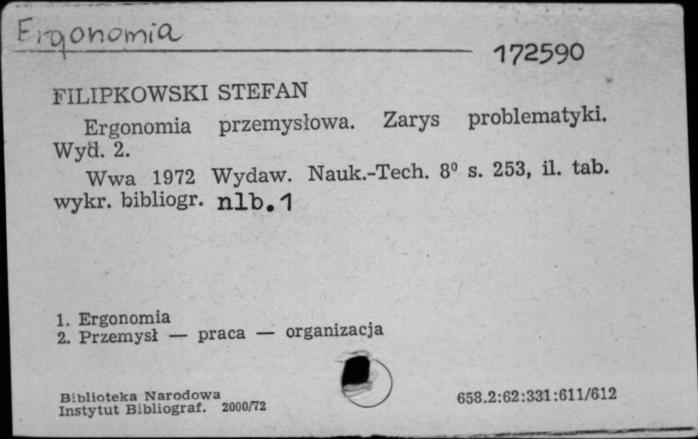 Ergonomia
172590
FILIPKOWSKI STEFAN
Ergonomia przemysłowa. Zarys problematyki.
Wyd. 2.
Wwa 1972 Wydaw. Nauk.-Tech. 8⁰ s. 253, il. tab.
wykr. bibliogr. nlb. 1
1. Ergonomia
2. Przemysł — praca — organizacja
Biblioteka Narodowa
Instytut Bibliograf. 2000/72
658.2:62:331:611/612